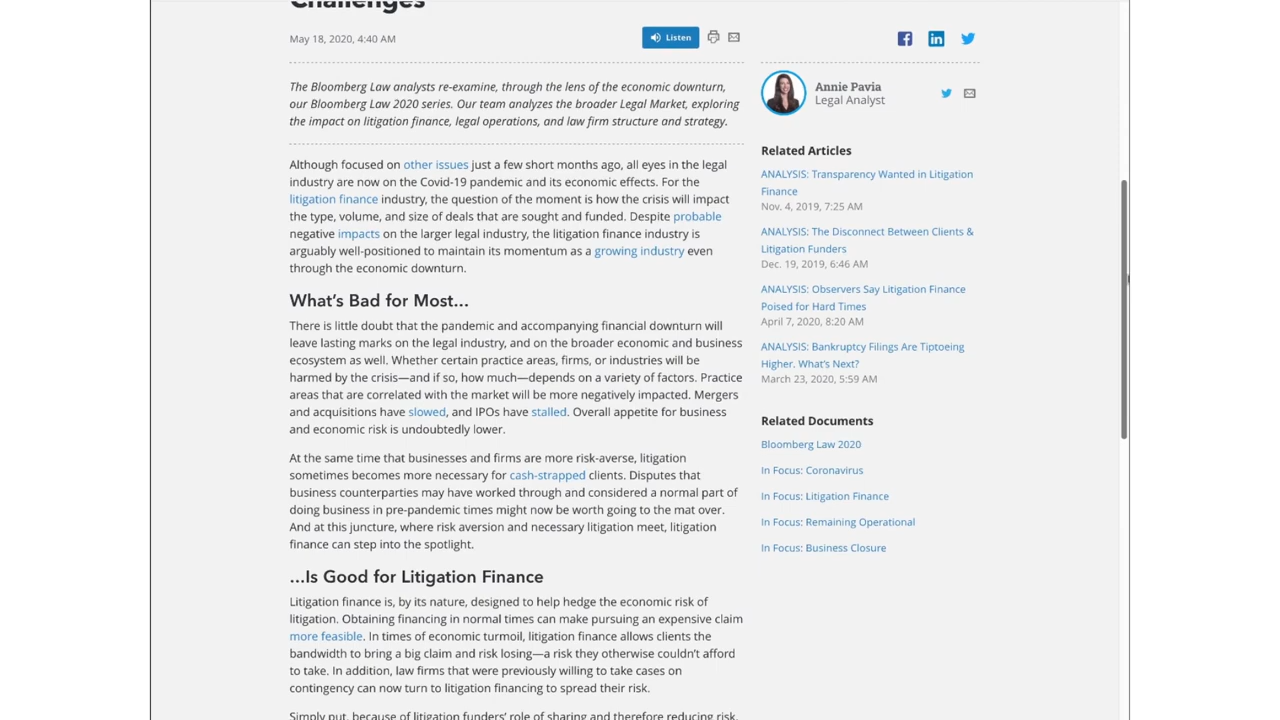 Challenges
May 18, 2020, 4:40 AM
Listen
The Bloomberg Law analysts re-examine, through the lens of the economic downturn,
our Bloomberg Law 2020 series. Our team analyzes the broader Legal Market, exploring
the impact on litigation finance, legal operations, and law firm structure and strategy.
Although focused on other issues just a few short months ago, all eyes in the legal
industry are now on the Covid-19 pandemic and its economic effects. For the
litigation finance industry, the question of the moment is how the crisis will impact
the type, volume, and size of deals that are sought and funded. Despite probable
negative impacts on the larger legal industry, the litigation finance industry is
arguably well-positioned to maintain its momentum as a growing industry even
through the economic downturn.
What's Bad for Most...
There is little doubt that the pandemic and accompanying financial downturn will
leave lasting marks on the legal industry, and on the broader economic and business
ecosystem as well. Whether certain practice areas, firms, or industries will be
harmed by the crisis—and if so, how much—depends on a variety of factors. Practice
areas that are correlated with the market will be more negatively impacted. Mergers
and acquisitions have slowed, and IPOs have stalled. Overall appetite for business
and economic risk is undoubtedly lower.
At the same time that businesses and firms are more risk-averse, litigation
sometimes becomes more necessary for cash-strapped clients. Disputes that
business counterparties may have worked through and considered a normal part of
doing business in pre-pandemic times might now be worth going to the mat over.
And at this juncture, where risk aversion and necessary litigation meet, litigation
finance can step into the spotlight.
...Is Good for Litigation Finance
Litigation finance is, by its nature, designed to help hedge the economic risk of
litigation. Obtaining financing in normal times can make pursuing an expensive claim
more feasible. In times of economic turmoil, litigation finance allows clients the
bandwidth to bring a big claim and risk losing—a risk they otherwise couldn't afford
to take. In addition, law firms that were previously willing to take cases on
contingency can now turn to litigation financing to spread their risk.
Simply put, because of litigation funders' role of sharing and therefore reducing risk,
Annie Pavia
Legal Analyst
Related Articles
ANALYSIS: Transparency Wanted in Litigation
Finance
Nov. 4, 2019, 7:25 AM
ANALYSIS: The Disconnect Between Clients &
Litigation Funders
Dec. 19, 2019, 6:46 AM
ANALYSIS: Observers Say Litigation Finance
Poised for Hard Times
April 7, 2020, 8:20 AM
ANALYSIS: Bankruptcy Filings Are Tiptoeing
Higher. What's Next?
March 23, 2020, 5:59 AM
Related Documents
Bloomberg Law 2020
In Focus: Coronavirus
In Focus: Litigation Finance
In Focus: Remaining Operational
In Focus: Business Closure